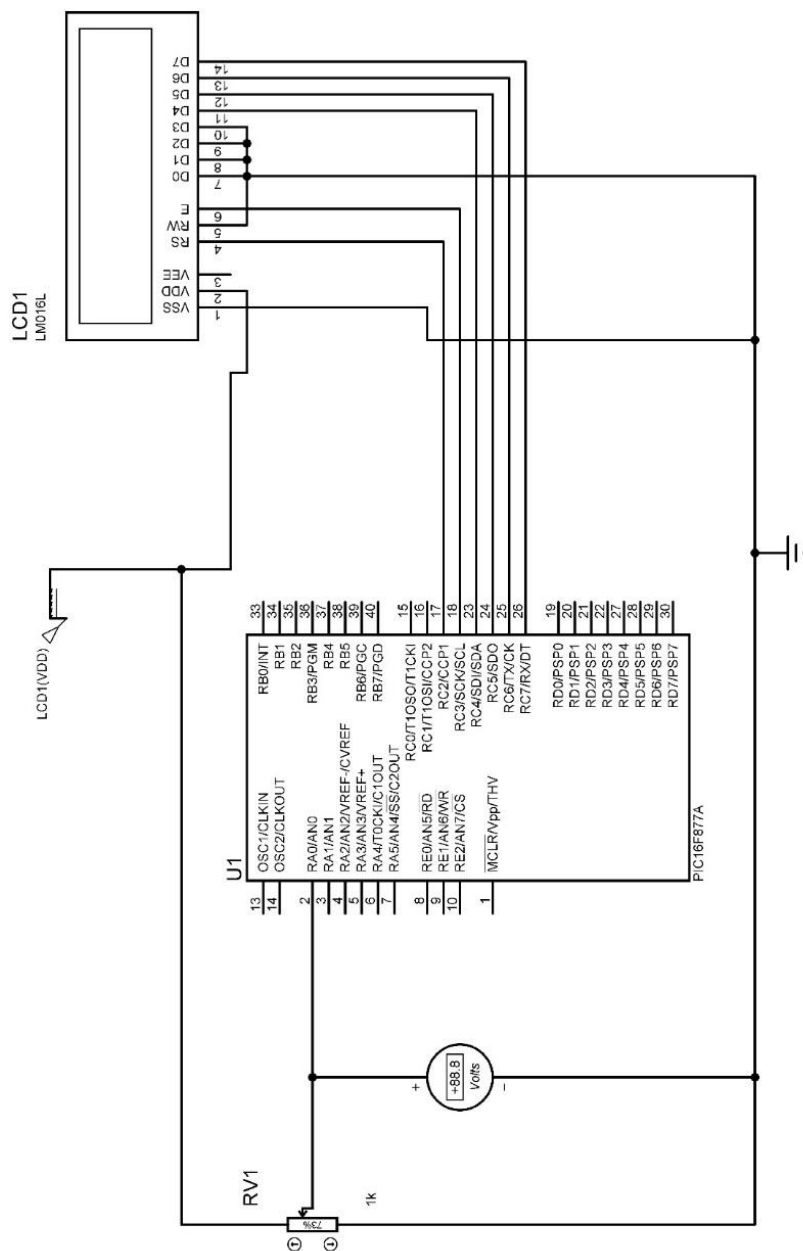 LCD1
LM016L
VSS
VDD
VEE
RS
RW
E
D0
D1
D2
D3
D4
D5
D6
D7
1
2
3
4
5
6
7
8
9
10
11
12
13
14
LCD1(VDD)
U1
13 OSC1/CLKIN
14 OSC2/CLKOUT
2 RA0/AN0
3 RA1/AN1
4 RA2/AN2/VREF-/CVREF
5 RA3/AN3/VREF+
6 RA4/T0CKI/C1OUT
7 RA5/AN4/SS/C2OUT
8 RE0/AN5/RD
9 RE1/AN6/WR
10 RE2/AN7/CS
1 MCLR/Vpp/THV
RB0/INT 33
RB1 34
RB2 35
RB3/PGM 36
RB4 37
RB5 38
RB6/PGC 39
RB7/PGD 40
RC0/T1OSO/T1CKI 15
RC1/T1OSI/CCP2 16
RC2/CCP1 17
RC3/SCK/SCL 18
RC4/SDI/SDA 23
RC5/SDO 24
RC6/TX/CK 25
RC7/RX/DT 26
RD0/PSP0 19
RD1/PSP1 20
RD2/PSP2 21
RD3/PSP3 22
RD4/PSP4 27
RD5/PSP5 28
RD6/PSP6 29
RD7/PSP7 30
PIC16F877A
RV1
73%
1k
+
+88.8
Volts
-